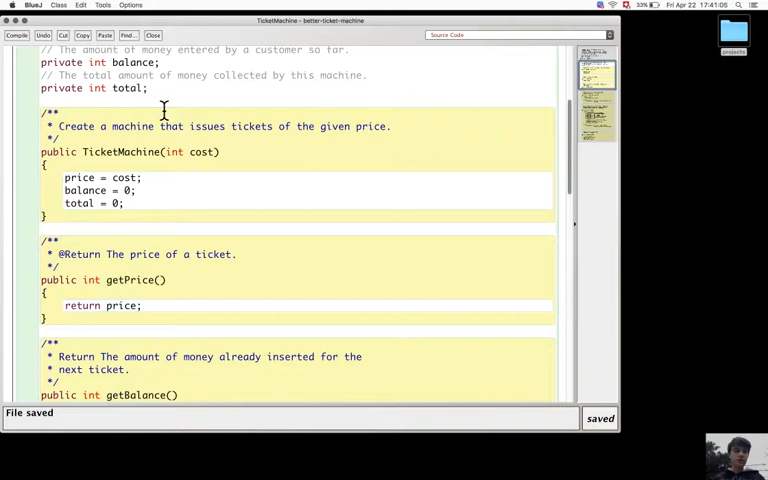 BlueJ Class Edit Tools Options
33% Fri Apr 22 17:41:05
TicketMachine - better-ticket-machine
Compile Undo Cut Copy Paste Find... Close
Source Code
// The amount of money entered by a customer so far.
private int balance;
// The total amount of money collected by this machine.
private int total;
/**
* Create a machine that issues tickets of the given price.
*/
public TicketMachine(int cost)
{
price = cost;
balance = 0;
total = 0;
}
/**
* @Return The price of a ticket.
*/
public int getPrice()
{
return price;
}
/**
* Return The amount of money already inserted for the
* next ticket.
*/
public int getBalance()
File saved
saved
projects